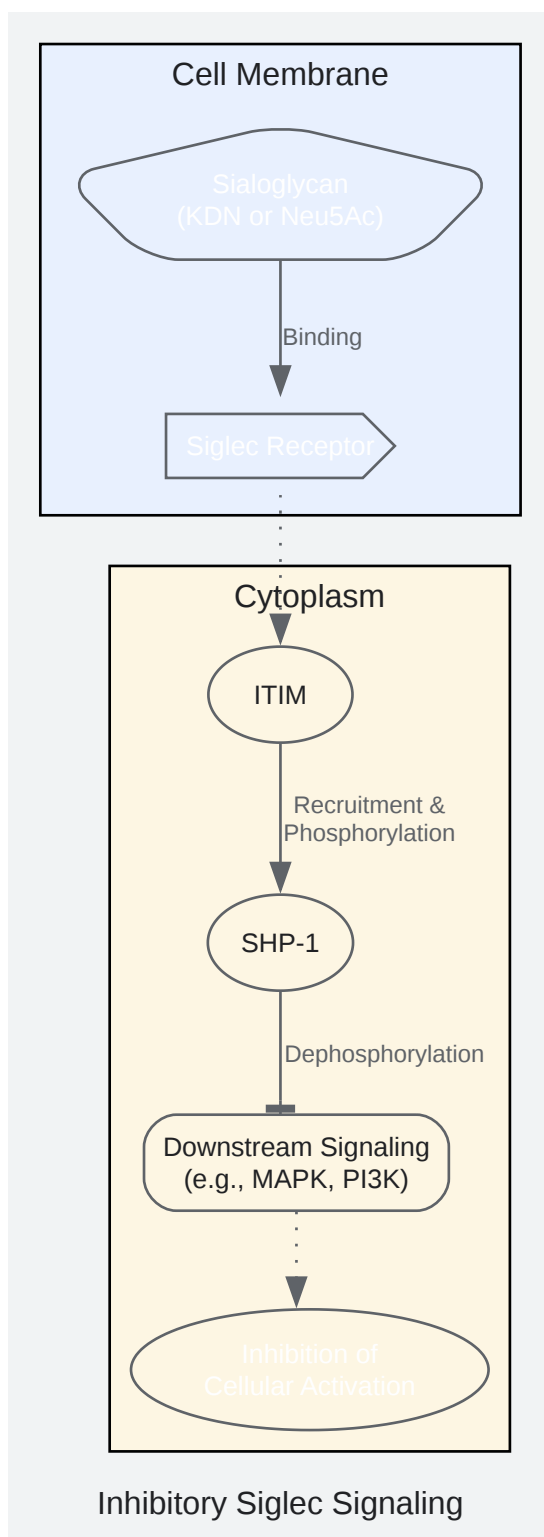 Cell Membrane
Sialoglycan
(KDN or Neu5Ac)
Binding
Siglec Receptor
Cytoplasm
ITIM
Recruitment &
Phosphorylation
SHP-1
Dephosphorylation
Downstream Signaling
(e.g., MAPK, PI3K)
Inhibition of
Cellular Activation
Inhibitory Siglec Signaling